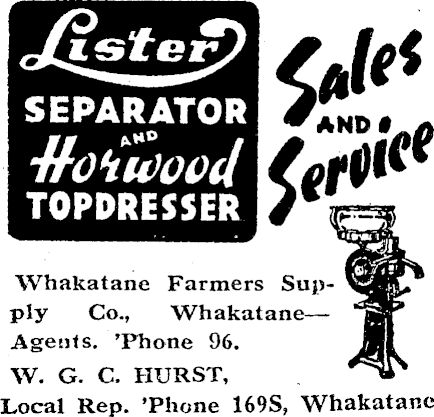 Lister
SEPARATOR
AND
Horwood
TOPDRESSER
Sales
AND
Service
Whakatane Farmers Sup-
ply Co., Whakatane—
Agents. 'Phone 96.
W. G. C. HURST,
Local Rep. 'Phone 169S, Whakatane